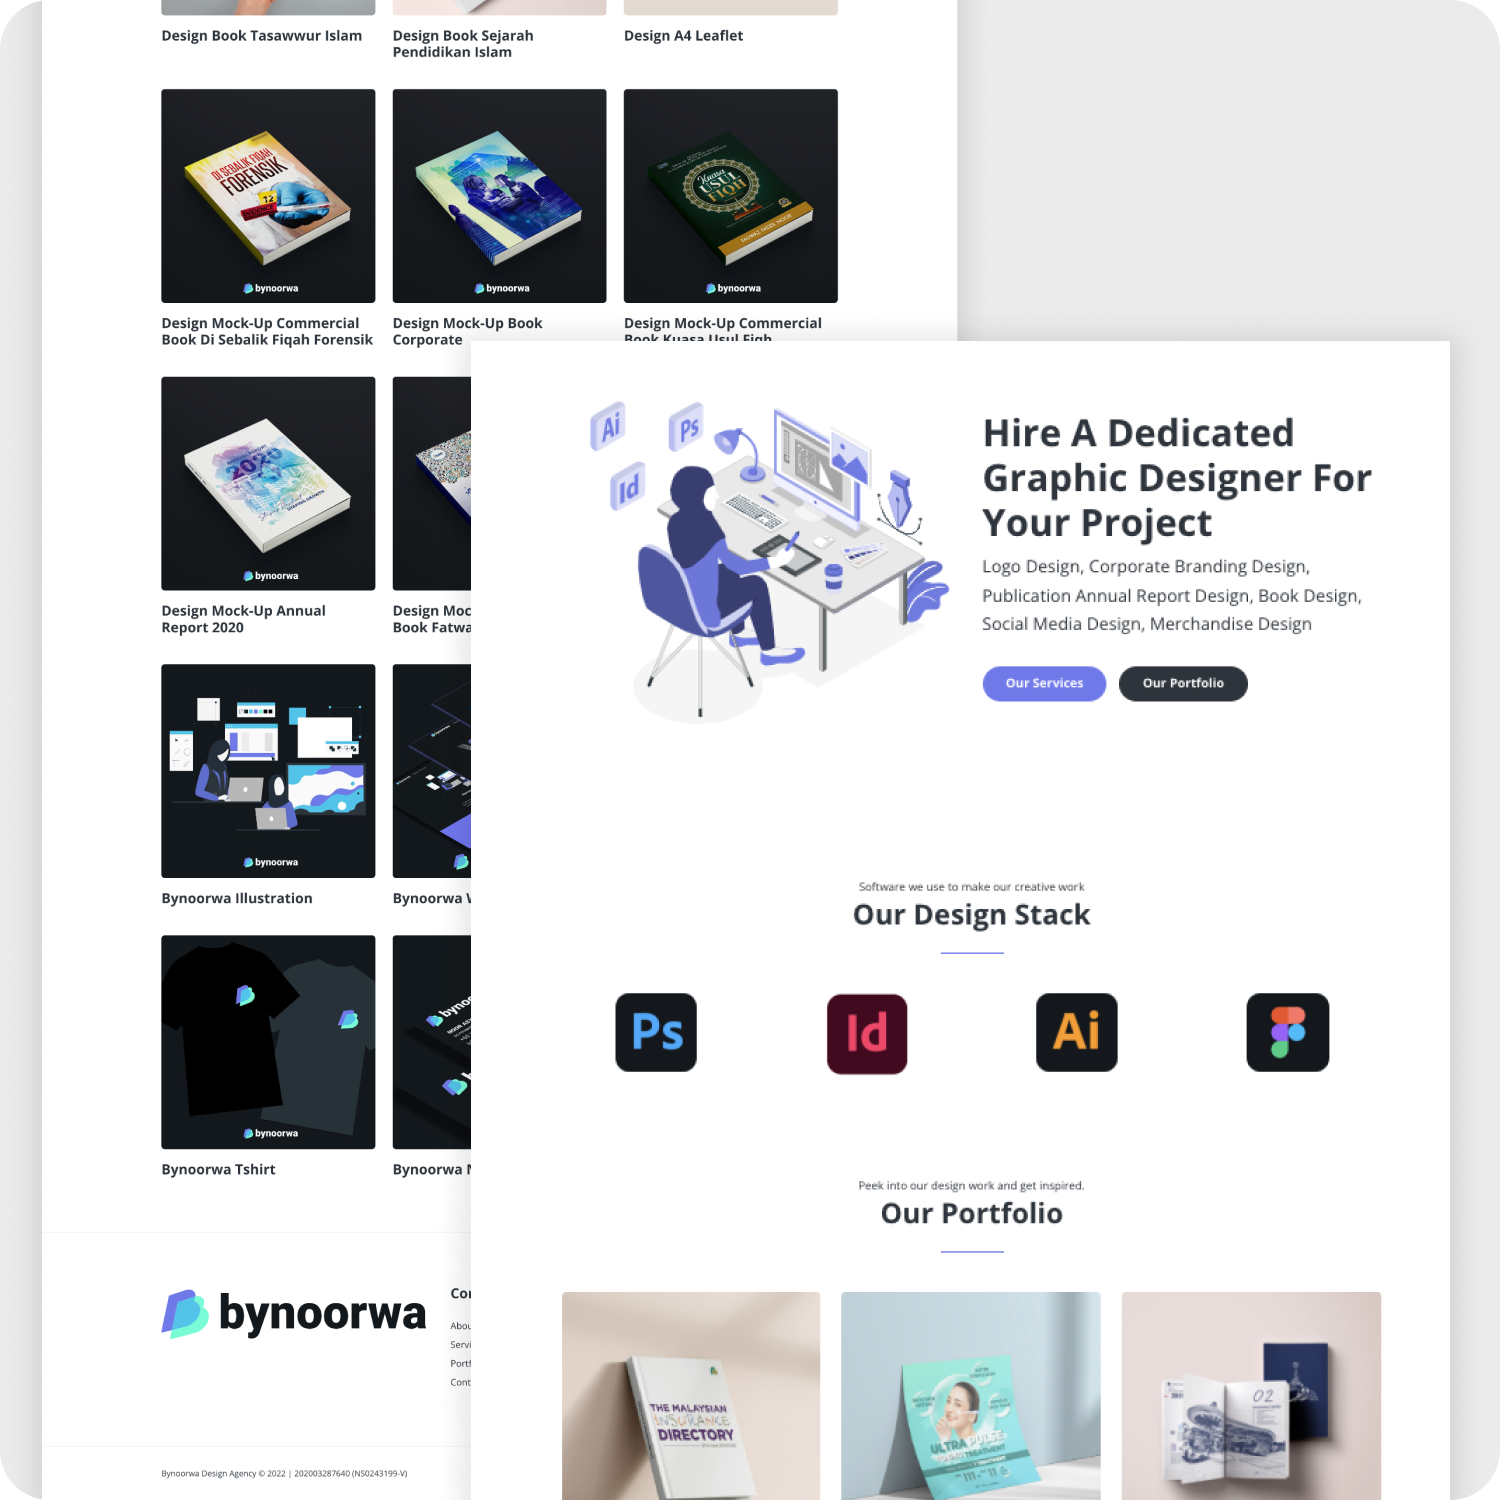 Design Book Tasawwur Islam
Design Book Sejarah
Pendidikan Islam
Design A4 Leaflet
DI SEBALIK FIQAH
FORENSIK
12
bynoorwa
bynoorwa
Kuasa
USUL
FIQH
bynoorwa
Design Mock-Up Commercial
Book Di Sebalik Fiqah Forensik
Design Mock-Up Book
Corporate
Design Mock-Up Commercial
Book Kuasa Usul Fiqh
ANNUAL REPORT
2020
bynoorwa
Design Mock-Up Annual
Report 2020
Design Moc
Book Fatwa
bynoorwa
Bynoorwa Illustration
Bynoorwa
bynoorwa
Bynoorwa Tshirt
Bynoorwa
bynoorwa
Abou
Servi
Portf
Cont
Bynoorwa Design Agency © 2022 | 202003287640 (NS0243199-V)
Ai
Ps
Id
Hire A Dedicated
Graphic Designer For
Your Project
Logo Design, Corporate Branding Design,
Publication Annual Report Design, Book Design,
Social Media Design, Merchandise Design
Our Services
Our Portfolio
Software we use to make our creative work
Our Design Stack
Ps
Id
Ai
Peek into our design work and get inspired.
Our Portfolio
THE MALAYSIAN
INSURANCE
DIRECTORY
ULTRA PULSE
TREATMENT
02